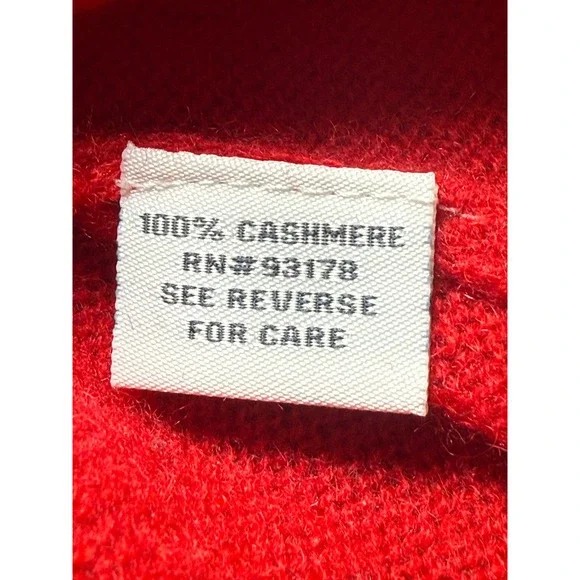 100% CASHMERE
RN#93178
SEE REVERSE
FOR CARE